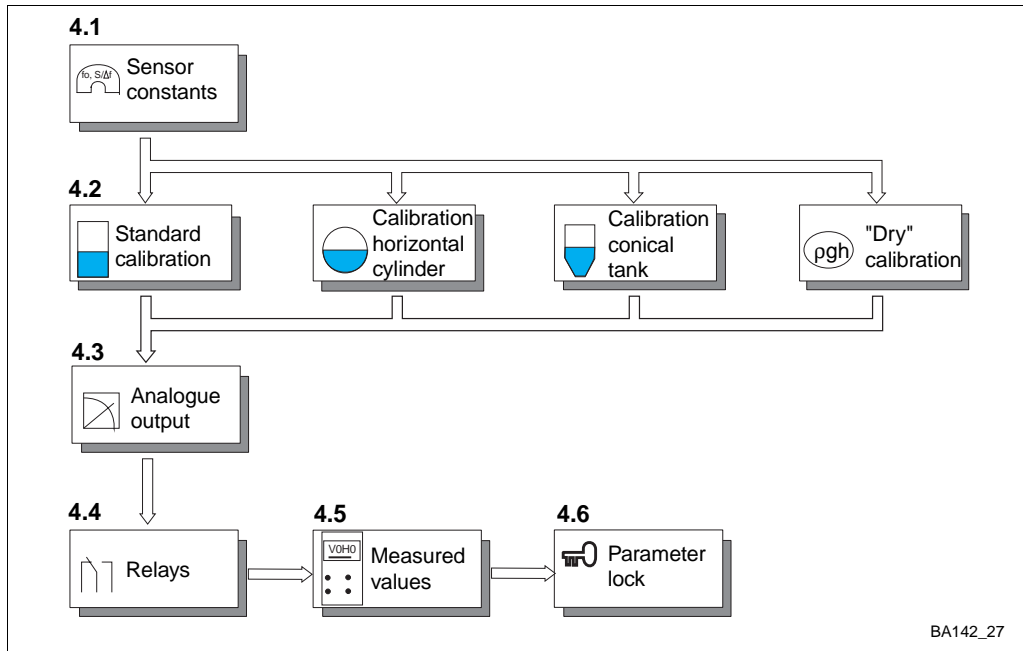 4.1
fo, S/Δf
Sensor
constants
4.2
Standard
calibration
Calibration
horizontal
cylinder
Calibration
conical
tank
ρgh
"Dry"
calibration
4.3
Analogue
output
4.4
Relays
4.5
V0H0
Measured
values
4.6
Parameter
lock
BA142_27